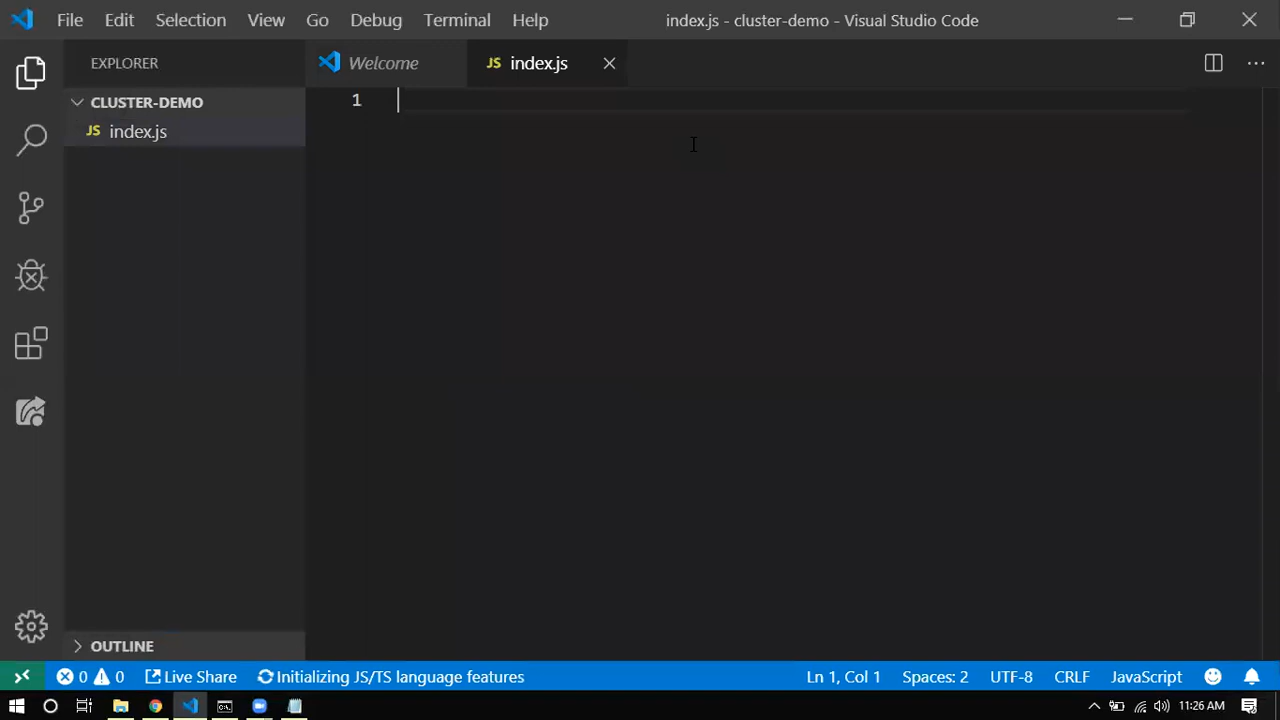 File Edit Selection View Go Debug Terminal Help index.js - cluster-demo - Visual Studio Code
EXPLORER Welcome JS index.js
CLUSTER-DEMO 1
JS index.js
OUTLINE
0 0 Live Share Initializing JS/TS language features Ln 1, Col 1 Spaces: 2 UTF-8 CRLF JavaScript
11:26 AM